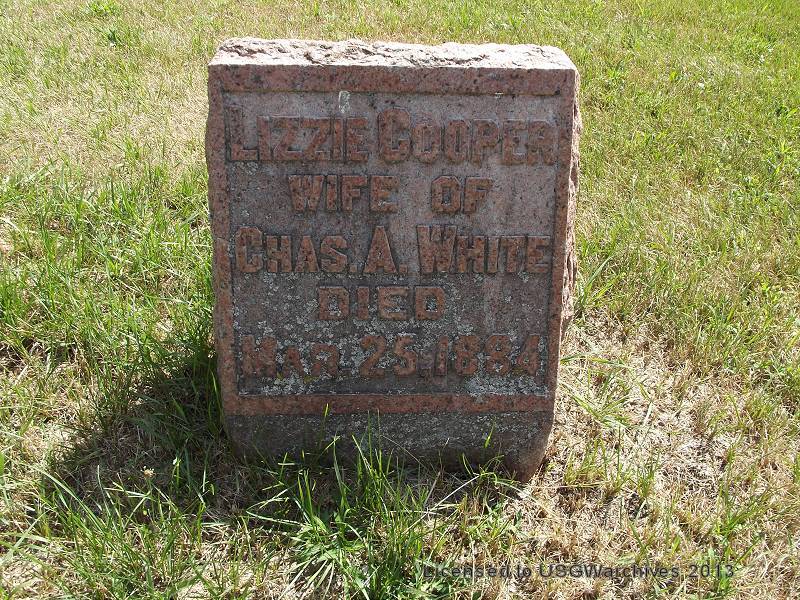 LIZZIE COOPER
WIFE OF
CHAS. A. WHITE
DIED
MAR. 25, 1884
Licensed to USGWarchives 2013